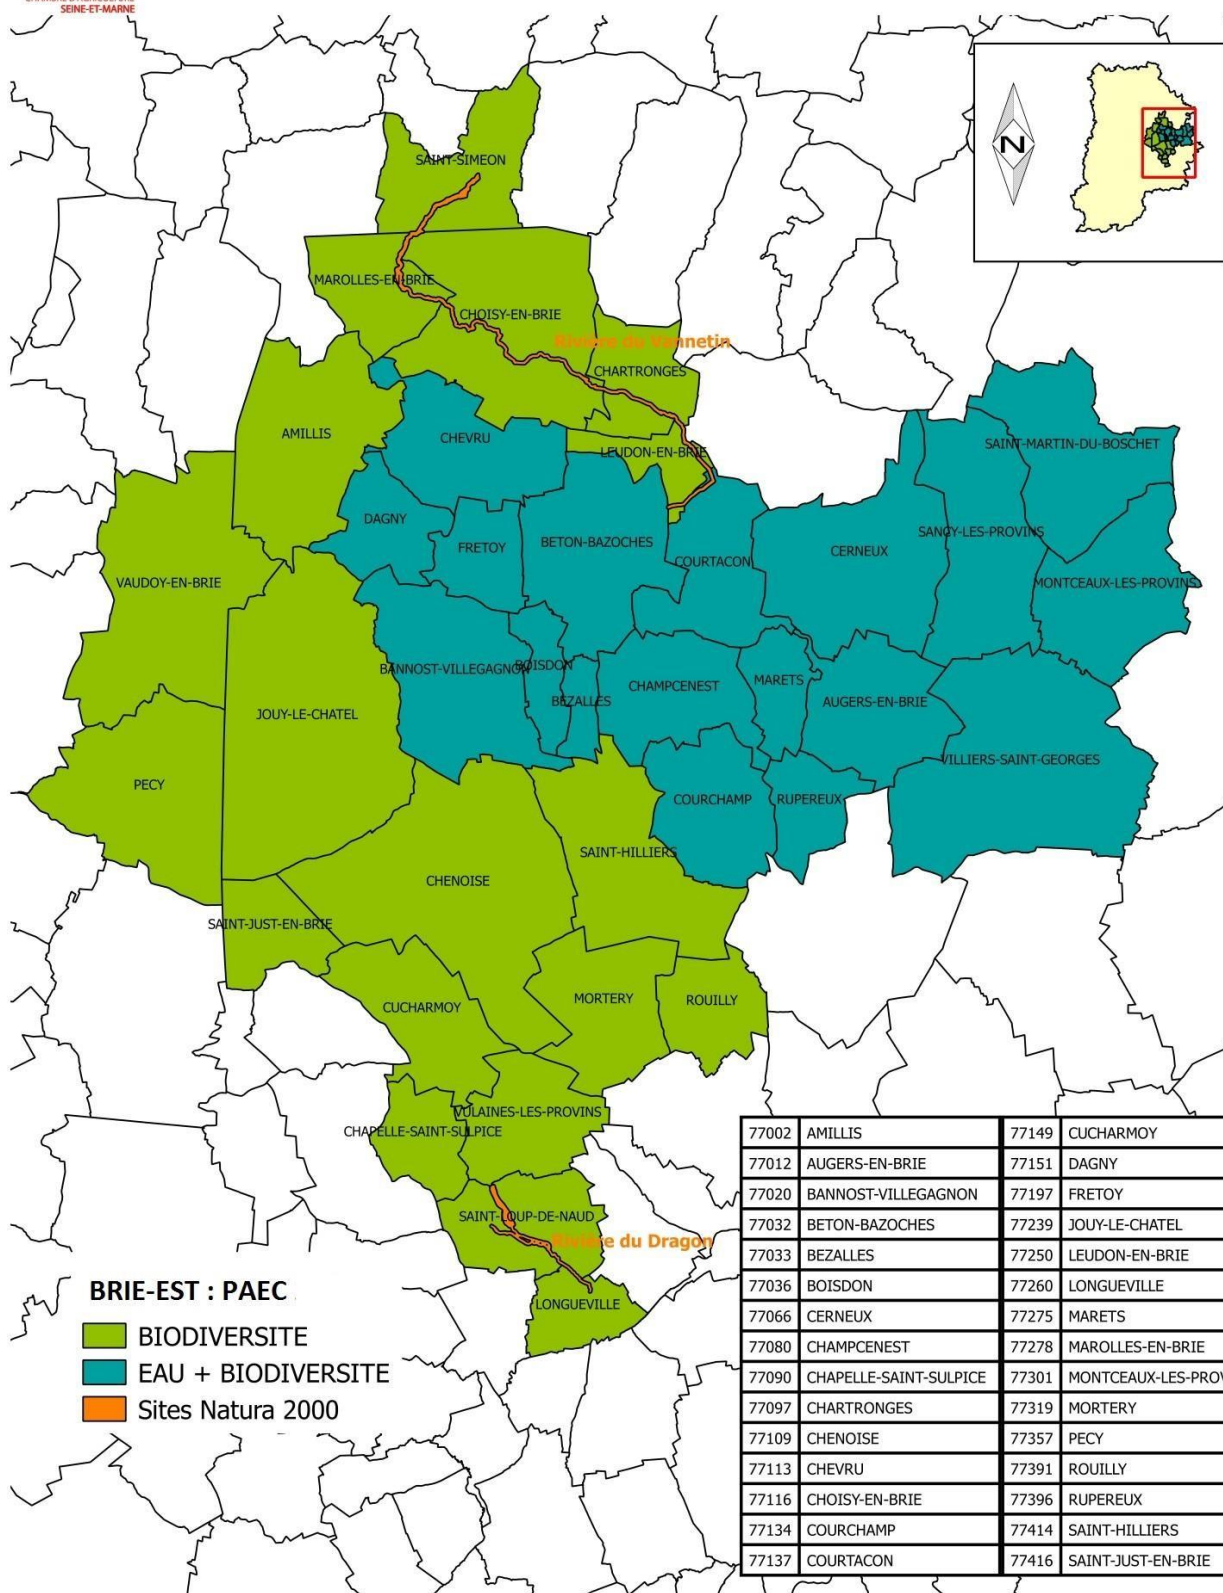 SEINE-ET-MARNE
N
SAINT-SIMEON
MAROLLES-EN-BRIE
CHOISY-EN-BRIE
Rivière du Vannetin
CHARTRONGES
AMILLIS
CHEVRU
LEUDON-EN-BRIE
SAINT-MARTIN-DU-BOSCHET
DAGNY
FRETOY
BETON-BAZOCHES
COURTACON
CERNEUX
SANCY-LES-PROVINS
VAUDOY-EN-BRIE
MONTCEAUX-LES-PROVINS
BANNOST-VILLEGAGNON
BOISDON
BEZALLES
CHAMPCENEST
MARETS
AUGERS-EN-BRIE
JOUY-LE-CHATEL
VILLIERS-SAINT-GEORGES
PECY
COURCHAMP
RUPEREUX
SAINT-HILLIERS
CHENOISE
SAINT-JUST-EN-BRIE
CUCHARMOY
MORTERY
ROUILLY
VULAINES-LES-PROVINS
CHAPELLE-SAINT-SULPICE
SAINT-LOUP-DE-NAUD
Rivière du Dragon
LONGUEVILLE
BRIE-EST : PAEC
BIODIVERSITE
EAU + BIODIVERSITE
Sites Natura 2000
77002 AMILLIS 77149 CUCHARMOY
77012 AUGERS-EN-BRIE 77151 DAGNY
77020 BANNOST-VILLEGAGNON 77197 FRETOY
77032 BETON-BAZOCHES 77239 JOUY-LE-CHATEL
77033 BEZALLES 77250 LEUDON-EN-BRIE
77036 BOISDON 77260 LONGUEVILLE
77066 CERNEUX 77275 MARETS
77080 CHAMPCENEST 77278 MAROLLES-EN-BRIE
77090 CHAPELLE-SAINT-SULPICE 77301 MONTCEAUX-LES-PROV
77097 CHARTRONGES 77319 MORTERY
77109 CHENOISE 77357 PECY
77113 CHEVRU 77391 ROUILLY
77116 CHOISY-EN-BRIE 77396 RUPEREUX
77134 COURCHAMP 77414 SAINT-HILLIERS
77137 COURTACON 77416 SAINT-JUST-EN-BRIE